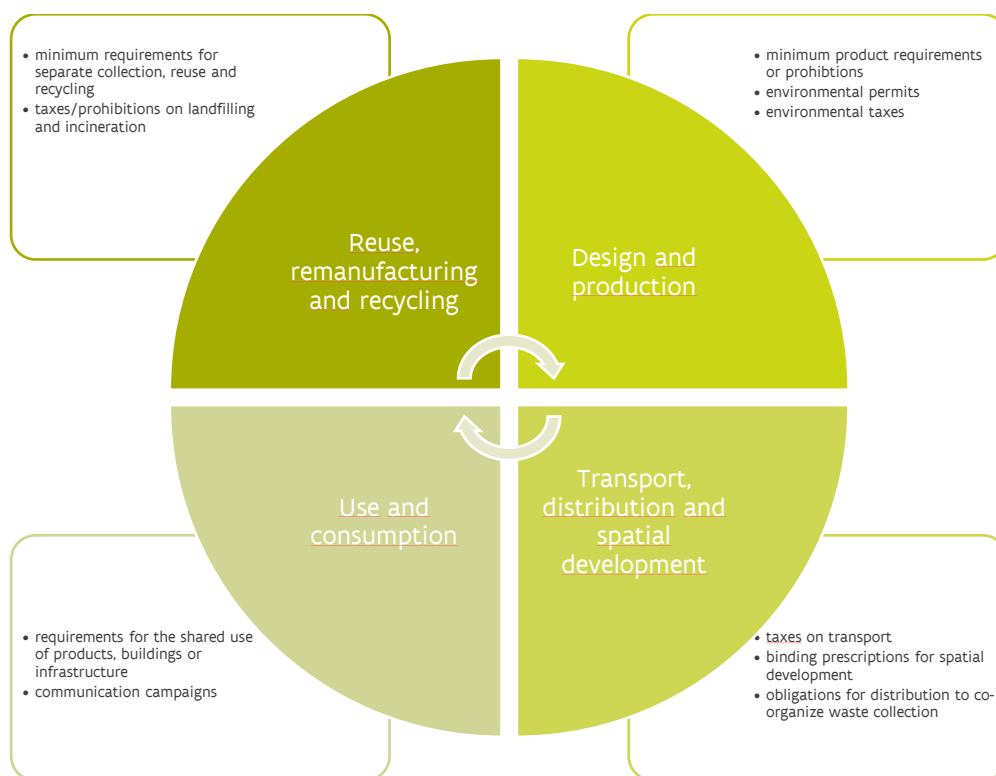 • minimum requirements for
separate collection, reuse and
recycling
• taxes/prohibitions on landfilling
and incineration
• minimum product requirements
or prohibtions
• environmental permits
• environmental taxes
Reuse,
remanufacturing
and recycling
Design and
production
Use and
consumption
Transport,
distribution and
spatial
development
• requirements for the shared use
of products, buildings or
infrastructure
• communication campaigns
• taxes on transport
• binding prescriptions for spatial
development
• obligations for distribution to co-
organize waste collection